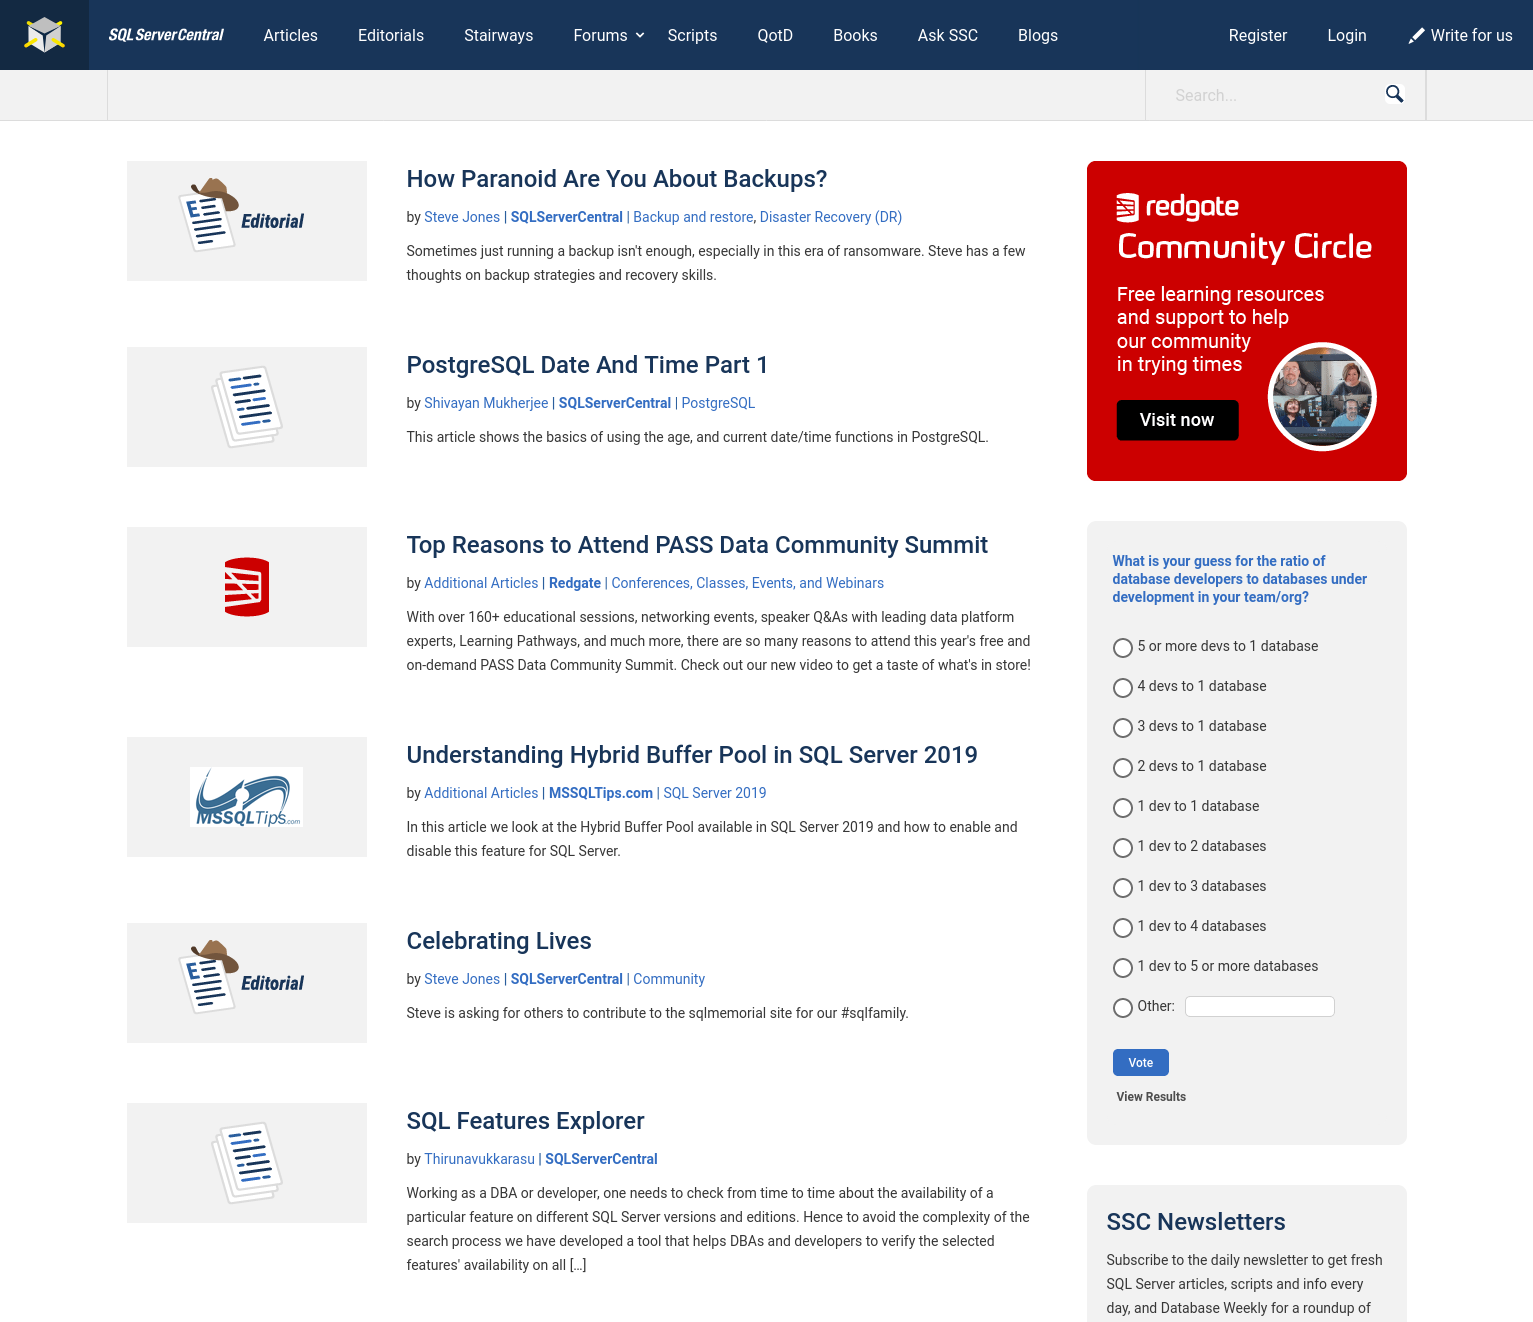 SQL ServerCentral
Articles
Editorials
Stairways
Forums
Scripts
QotD
Books
Ask SSC
Blogs
Register
Login
Write for us
Search...
Editorial
How Paranoid Are You About Backups?
by Steve Jones | SQLServerCentral | Backup and restore, Disaster Recovery (DR)
Sometimes just running a backup isn't enough, especially in this era of ransomware. Steve has a few
thoughts on backup strategies and recovery skills.
PostgreSQL Date And Time Part 1
by Shivayan Mukherjee | SQLServerCentral | PostgreSQL
This article shows the basics of using the age, and current date/time functions in PostgreSQL.
Top Reasons to Attend PASS Data Community Summit
by Additional Articles | Redgate | Conferences, Classes, Events, and Webinars
With over 160+ educational sessions, networking events, speaker Q&As with leading data platform
experts, Learning Pathways, and much more, there are so many reasons to attend this year's free and
on-demand PASS Data Community Summit. Check out our new video to get a taste of what's in store!
MSSQLTips.com
Understanding Hybrid Buffer Pool in SQL Server 2019
by Additional Articles | MSSQLTips.com | SQL Server 2019
In this article we look at the Hybrid Buffer Pool available in SQL Server 2019 and how to enable and
disable this feature for SQL Server.
Editorial
Celebrating Lives
by Steve Jones | SQLServerCentral | Community
Steve is asking for others to contribute to the sqlmemorial site for our #sqlfamily.
SQL Features Explorer
by Thirunavukkarasu | SQLServerCentral
Working as a DBA or developer, one needs to check from time to time about the availability of a
particular feature on different SQL Server versions and editions. Hence to avoid the complexity of the
search process we have developed a tool that helps DBAs and developers to verify the selected
features' availability on all […]
redgate
Community Circle
Free learning resources
and support to help
our community
in trying times
Visit now
What is your guess for the ratio of
database developers to databases under
development in your team/org?
5 or more devs to 1 database
4 devs to 1 database
3 devs to 1 database
2 devs to 1 database
1 dev to 1 database
1 dev to 2 databases
1 dev to 3 databases
1 dev to 4 databases
1 dev to 5 or more databases
Other:
Vote
View Results
SSC Newsletters
Subscribe to the daily newsletter to get fresh
SQL Server articles, scripts and info every
day, and Database Weekly for a roundup of